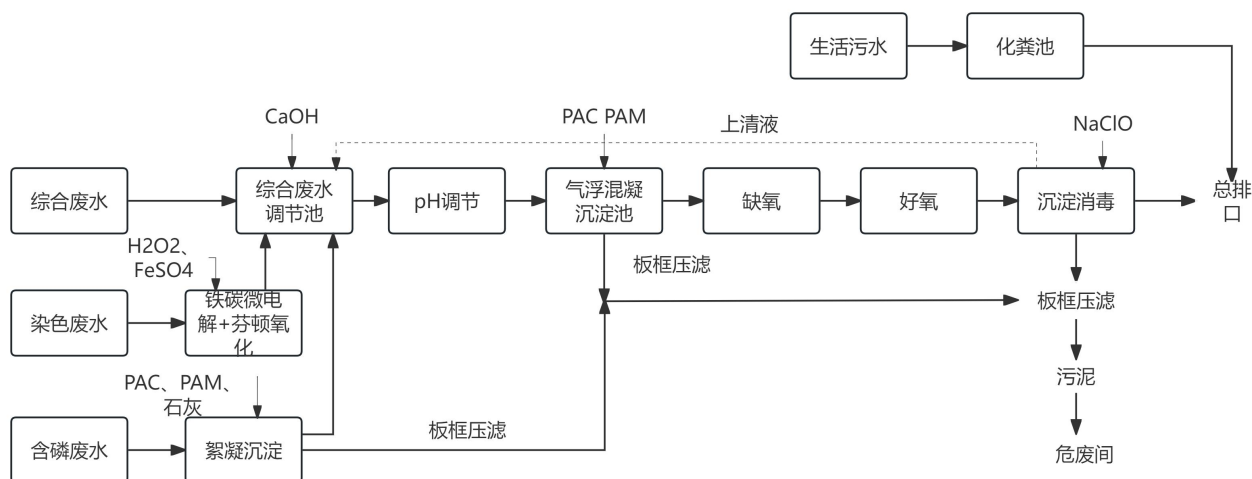 生活污水
化粪池
CaOH
PAC PAM
上清液
NaClO
综合废水
综合废水
调节池
pH调节
气浮混凝
沉淀池
缺氧
好氧
沉淀消毒
总排
口
H2O2、
FeSO4
板框压滤
染色废水
铁碳微电
解+芬顿氧
化
板框压滤
PAC、PAM、
石灰
污泥
含磷废水
絮凝沉淀
板框压滤
危废间